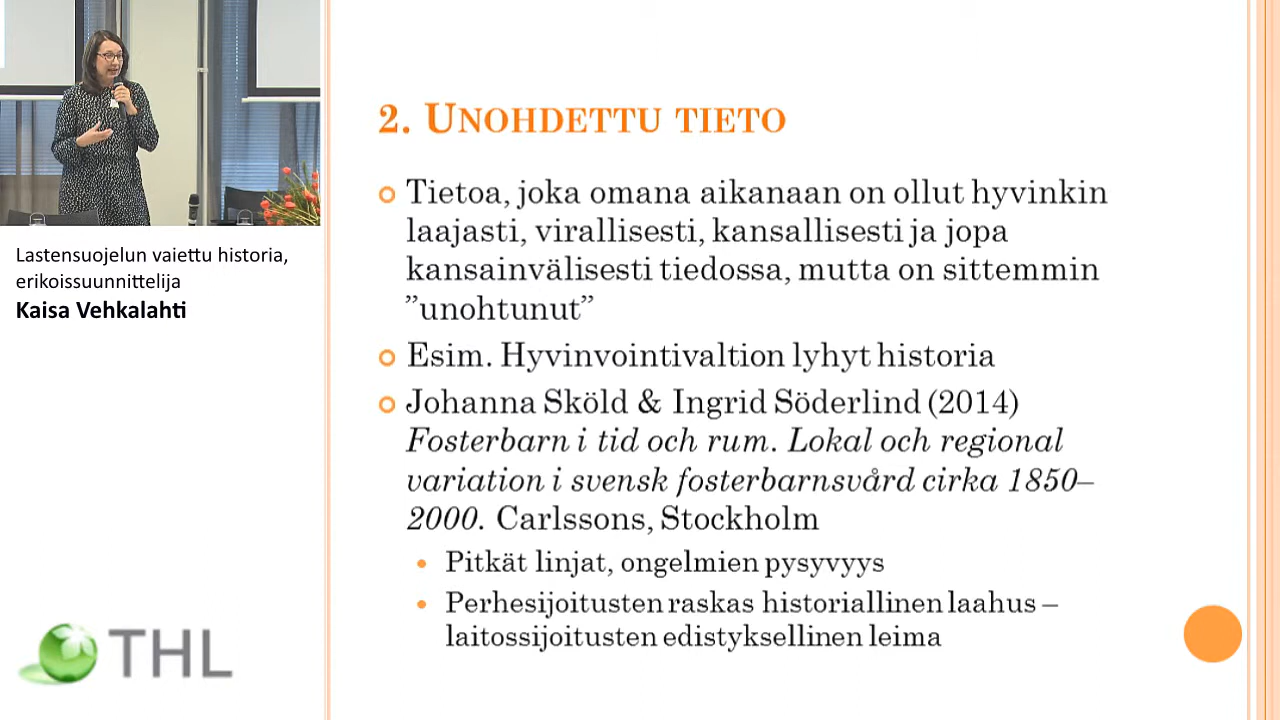 Lastensuojelun vaiettu historia,
erikoissuunnittelija
Kaisa Vehkalahti
THL
2. UNOHDETTU TIETO
Tietoa, joka omana aikanaan on ollut hyvinkin
laajasti, virallisesti, kansallisesti ja jopa
kansainvälisesti tiedossa, mutta on sittemmin
”unohtunut”
Esim. Hyvinvointivaltion lyhyt historia
Johanna Sköld & Ingrid Söderlind (2014)
Fosterbarn i tid och rum. Lokal och regional
variation i svensk fosterbarnsvård cirka 1850–
2000. Carlssons, Stockholm
Pitkät linjat, ongelmien pysyvyys
Perhesijoitusten raskas historiallinen laahus –
laitossijoitusten edistyksellinen leima